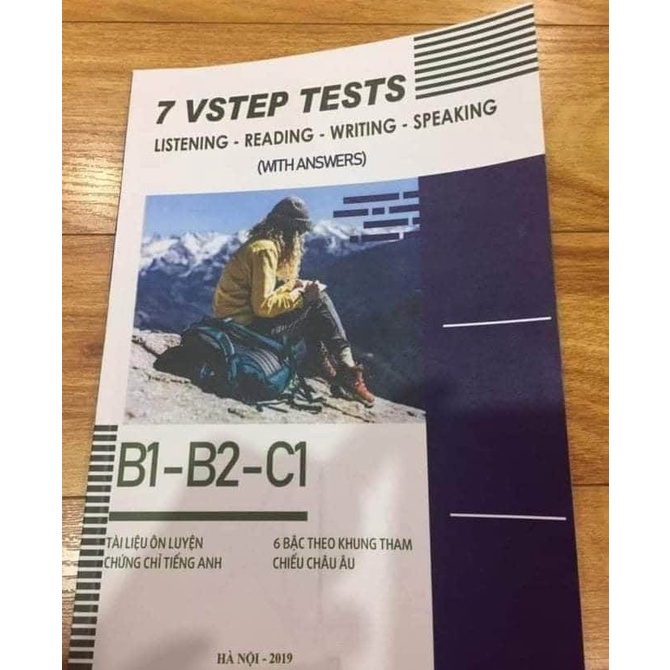 7 VSTEP TESTS
LISTENING - READING - WRITING - SPEAKING
(WITH ANSWERS)
B1-B2-C1
TÀI LIỆU ÔN LUYỆN
CHỨNG CHỈ TIẾNG ANH
6 BẬC THEO KHUNG THAM
CHIẾU CHÂU ÂU
HÀ NỘI - 2019